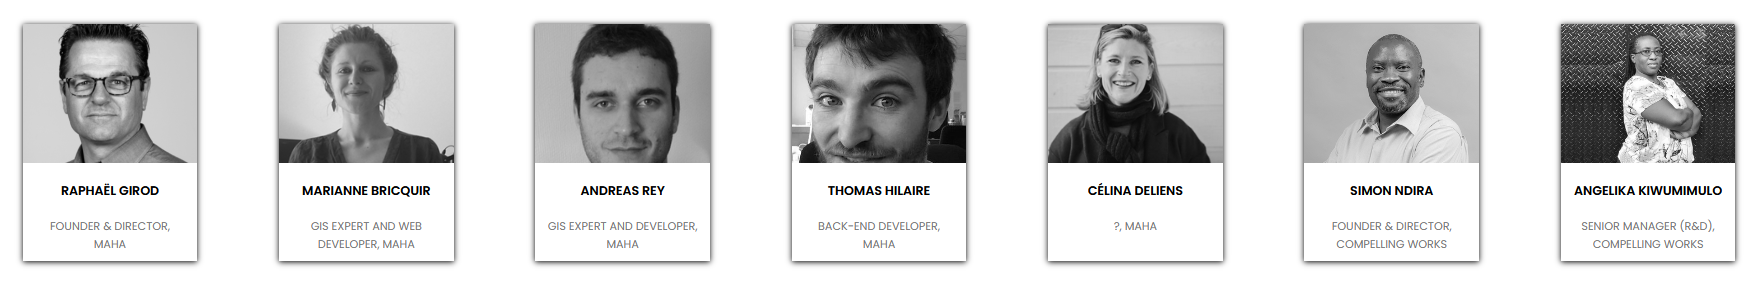 RAPHAËL GIROD
FOUNDER & DIRECTOR,
MAHA
MARIANNE BRICQUIR
GIS EXPERT AND WEB
DEVELOPER, MAHA
ANDREAS REY
GIS EXPERT AND DEVELOPER,
MAHA
THOMAS HILAIRE
BACK-END DEVELOPER,
MAHA
CÉLINA DELIENS
?, MAHA
SIMON NDIRA
FOUNDER & DIRECTOR,
COMPELLING WORKS
ANGELIKA KIWUMIMULO
SENIOR MANAGER (R&D),
COMPELLING WORKS